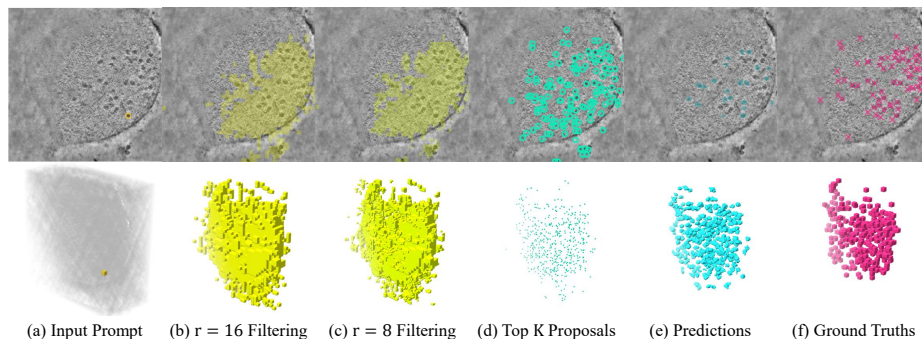 (a) Input Prompt
(b) r = 16 Filtering
(c) r = 8 Filtering
(d) Top K Proposals
(e) Predictions
(f) Ground Truths